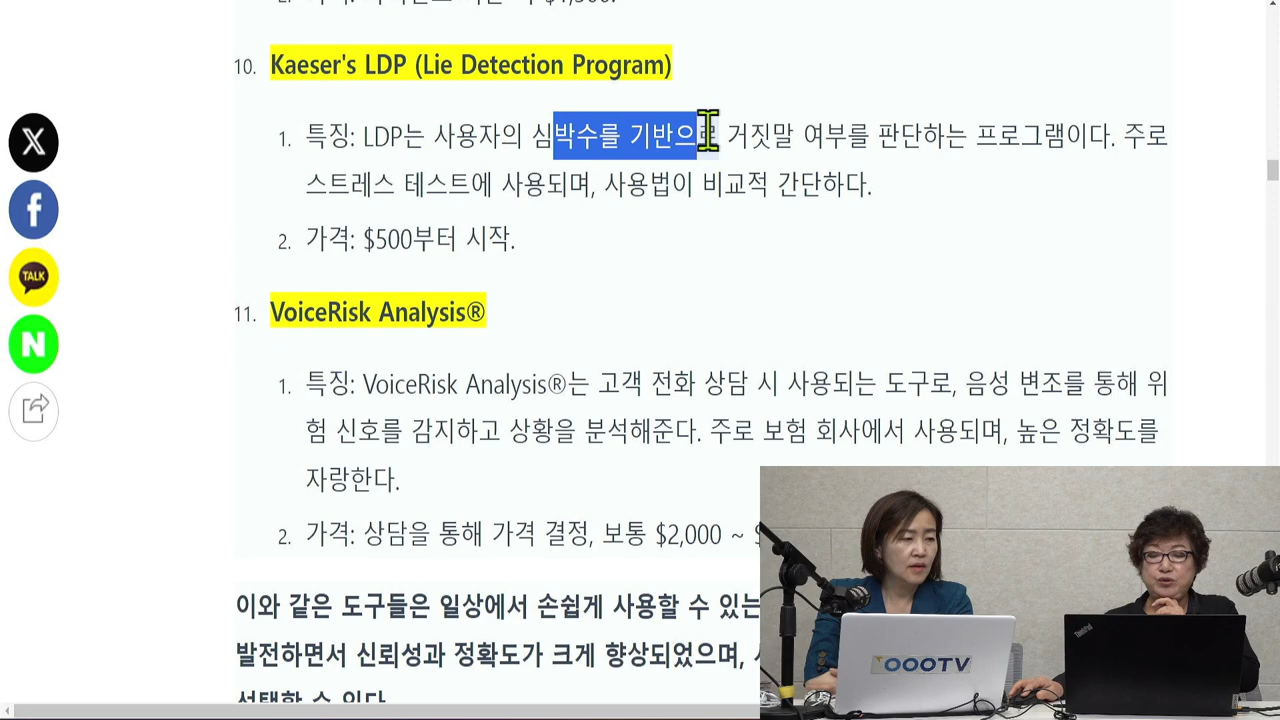 10. Kaeser's LDP (Lie Detection Program)
1. 특징: LDP는 사용자의 심박수를 기반으로 거짓말 여부를 판단하는 프로그램이다. 주로
스트레스 테스트에 사용되며, 사용법이 비교적 간단하다.
2. 가격: $500부터 시작.
11. VoiceRisk Analysis®
1. 특징: VoiceRisk Analysis®는 고객 전화 상담 시 사용되는 도구로, 음성 변조를 통해 위
험 신호를 감지하고 상황을 분석해준다. 주로 보험 회사에서 사용되며, 높은 정확도를
자랑한다.
2. 가격: 상담을 통해 가격 결정, 보통 $2,000 ~
이와 같은 도구들은 일상에서 손쉽게 사용할 수 있는
발전하면서 신뢰성과 정확도가 크게 향상되었으며,
선택할 수 있다
X
f
TALK
N
OOOTV
ThinkPad